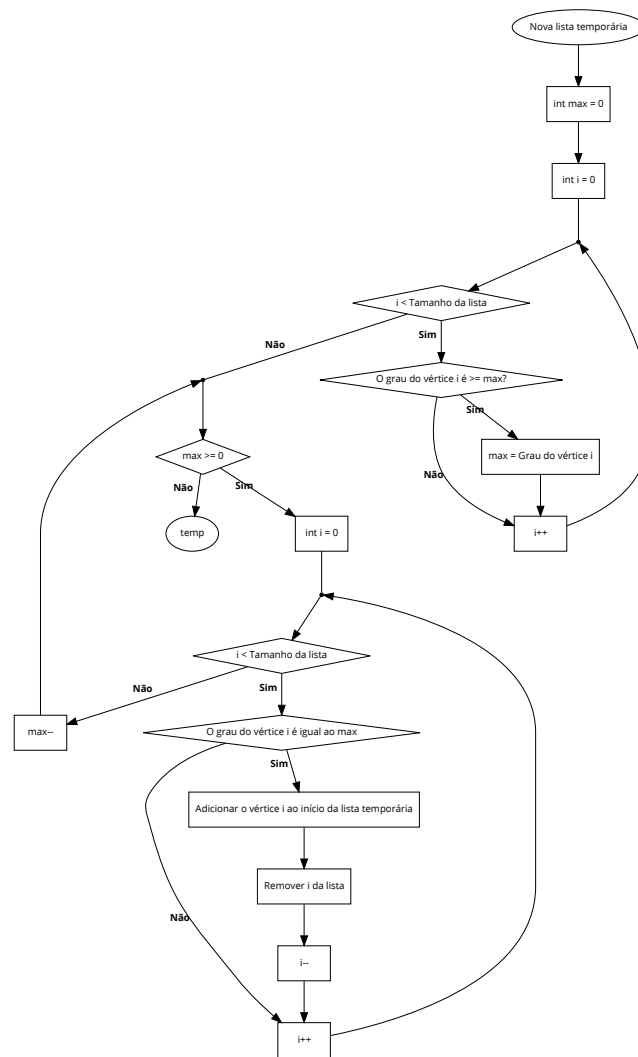 Nova lista temporária
int max = 0
int i = 0
i < Tamanho da lista
Não
Sim
O grau do vértice i é >= max?
Sim
max >= 0
max = Grau do vértice i
Não
Sim
Não
temp
int i = 0
i++
i < Tamanho da lista
Não
Sim
max--
O grau do vértice i é igual ao max
Sim
Adicionar o vértice i ao início da lista temporária
Remover i da lista
Não
i--
i++